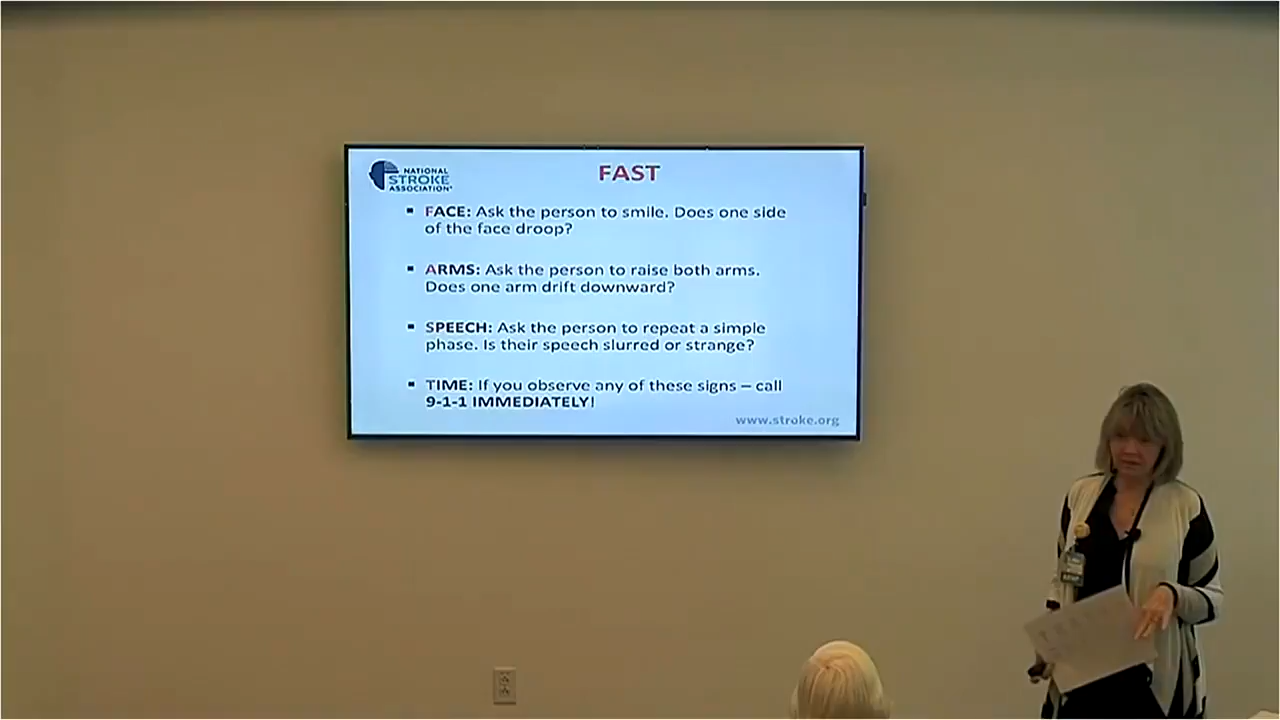 NATIONAL
STROKE
ASSOCIATION
FAST
▪ FACE: Ask the person to smile. Does one side
of the face droop?
▪ ARMS: Ask the person to raise both arms.
Does one arm drift downward?
▪ SPEECH: Ask the person to repeat a simple
phase. Is their speech slurred or strange?
▪ TIME: If you observe any of these signs – call
9-1-1 IMMEDIATELY!
www.stroke.org